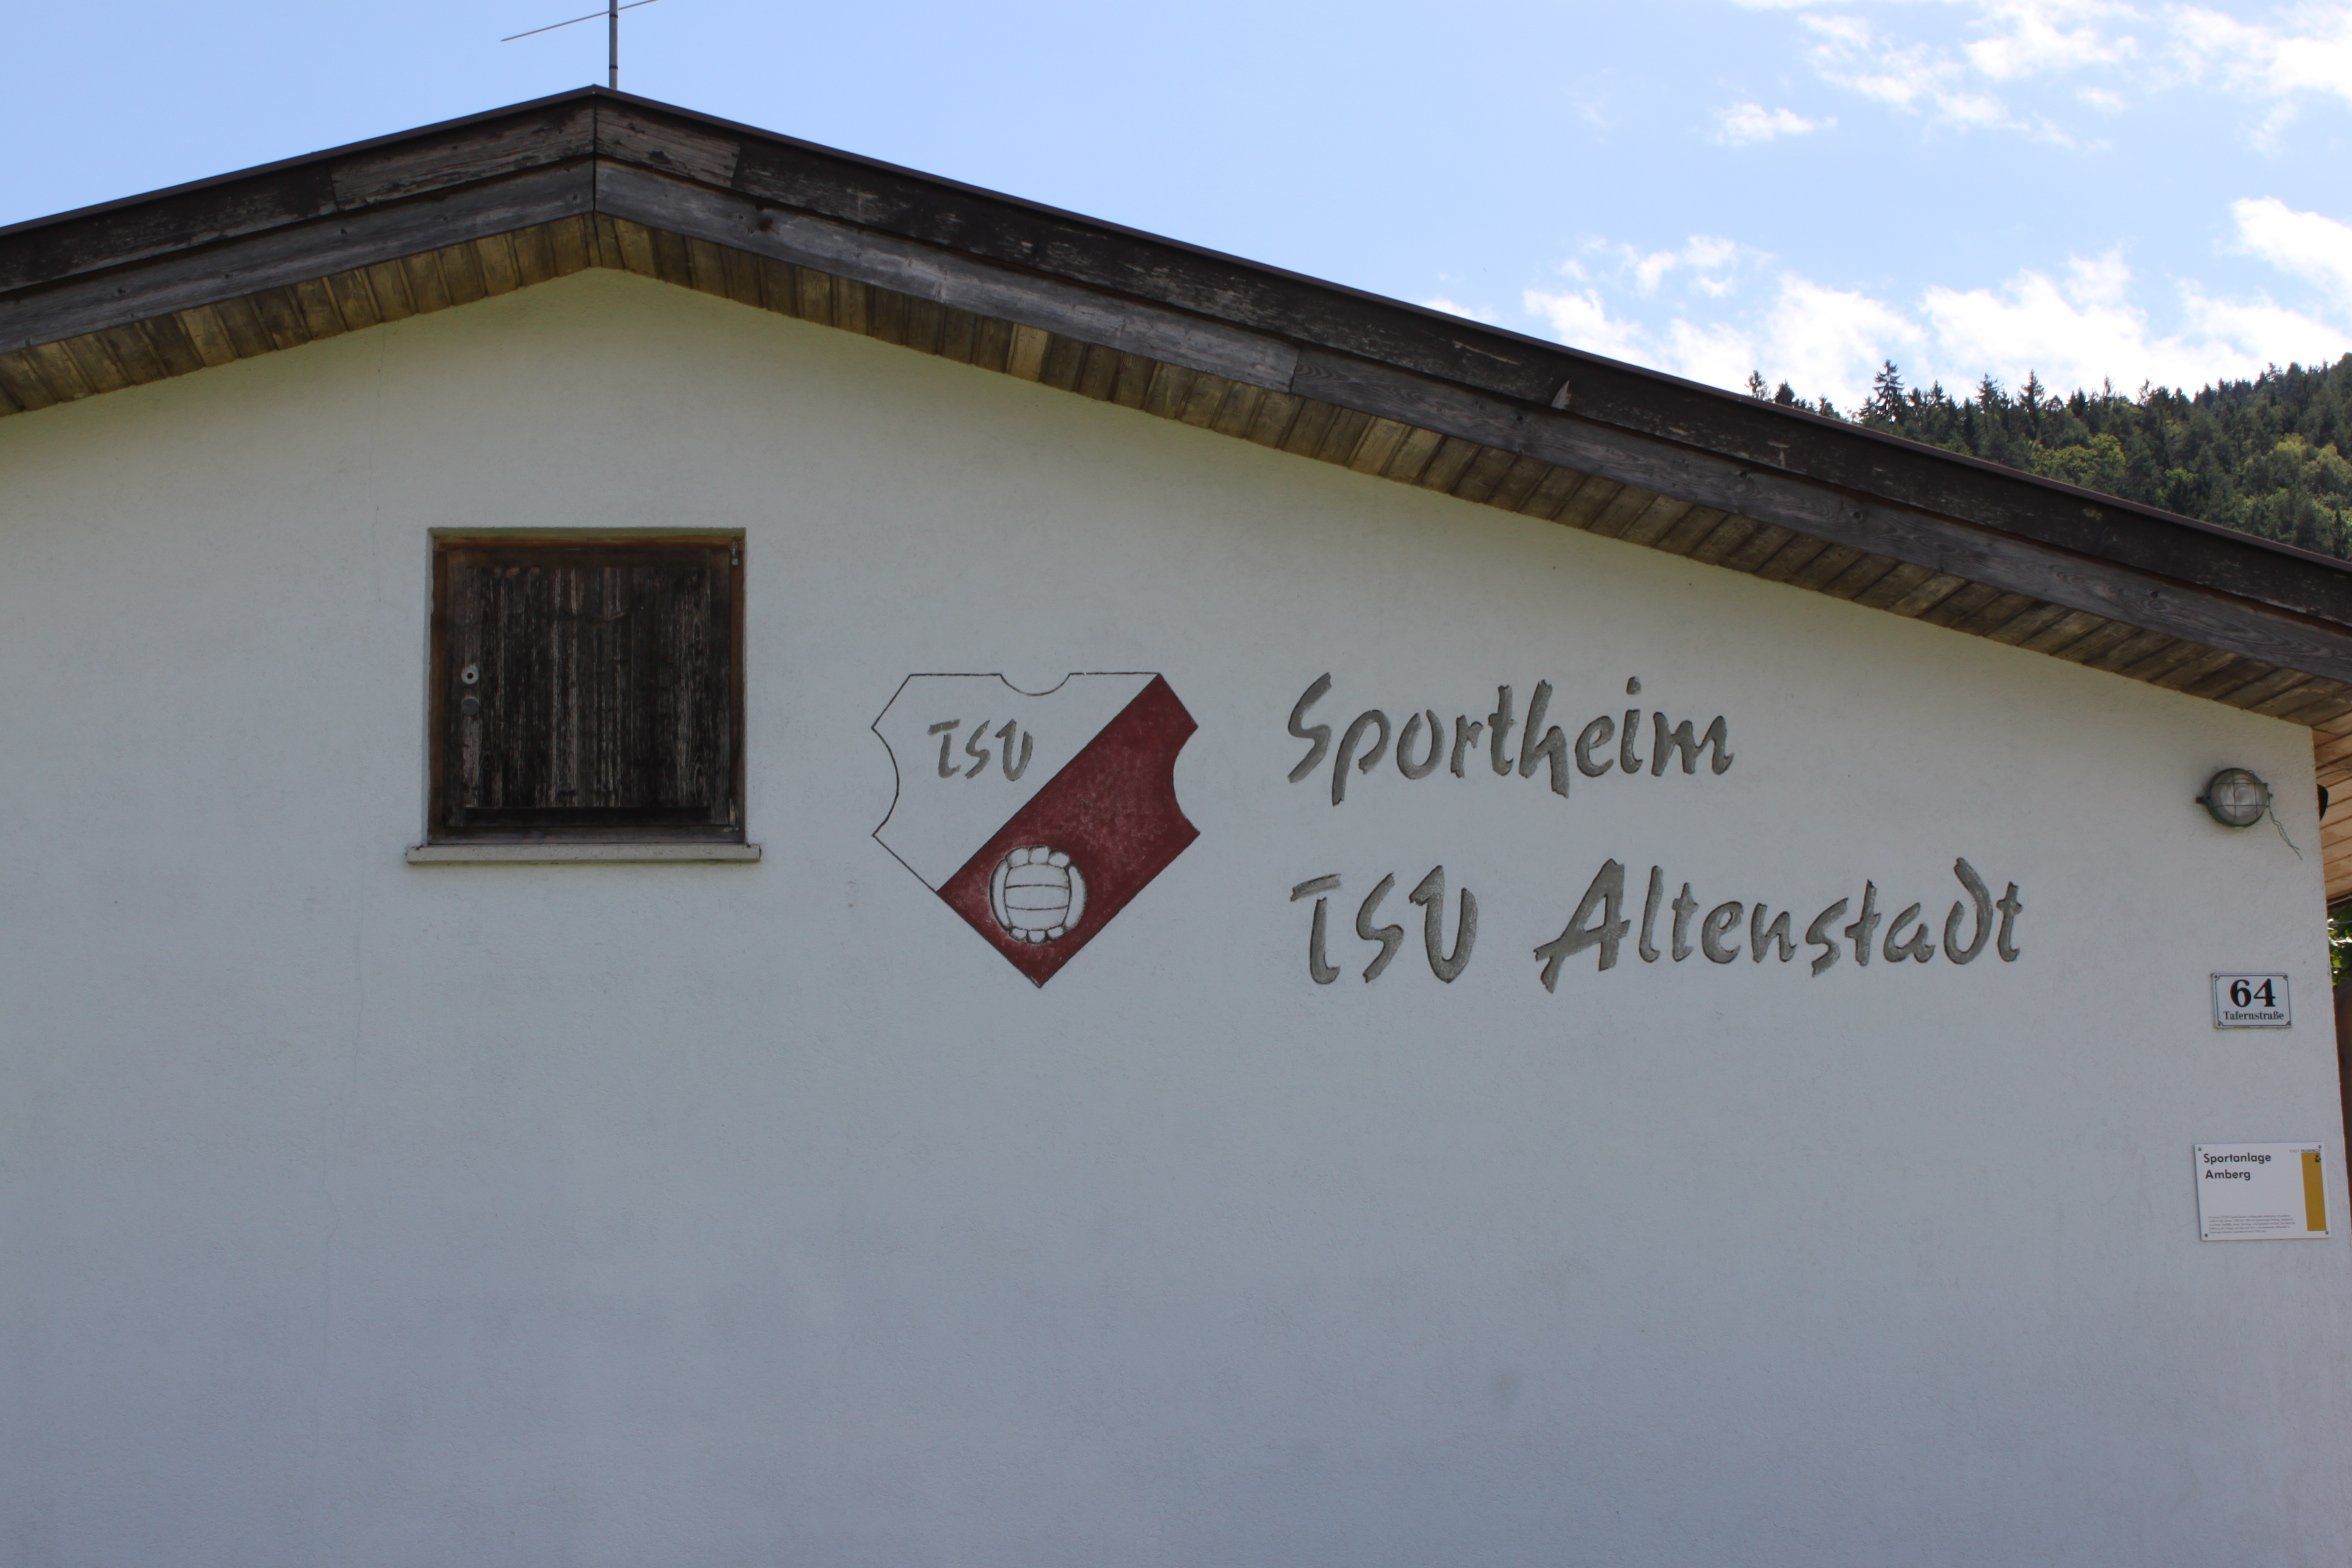 TSV
Sportheim
TSV Altenstadt
64
Tafernstraße
Sportanlage
Amberg